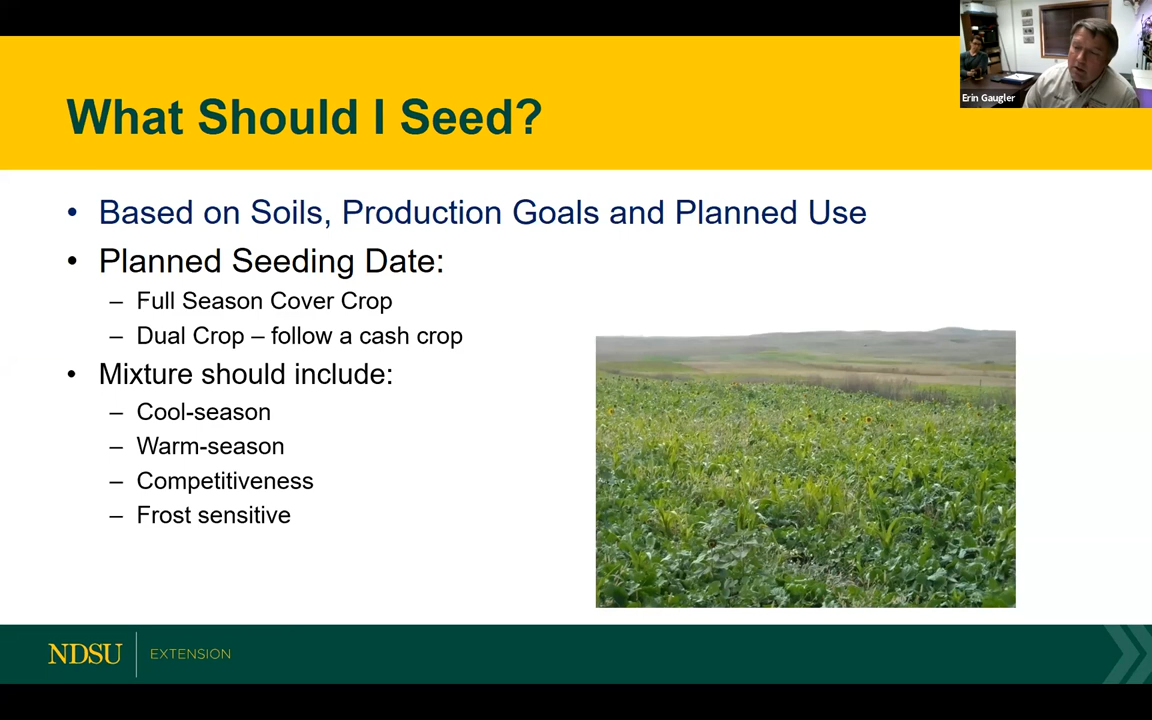 Erin Gaugler
What Should I Seed?
• Based on Soils, Production Goals and Planned Use
• Planned Seeding Date:
– Full Season Cover Crop
– Dual Crop – follow a cash crop
• Mixture should include:
– Cool-season
– Warm-season
– Competitiveness
– Frost sensitive
NDSU EXTENSION